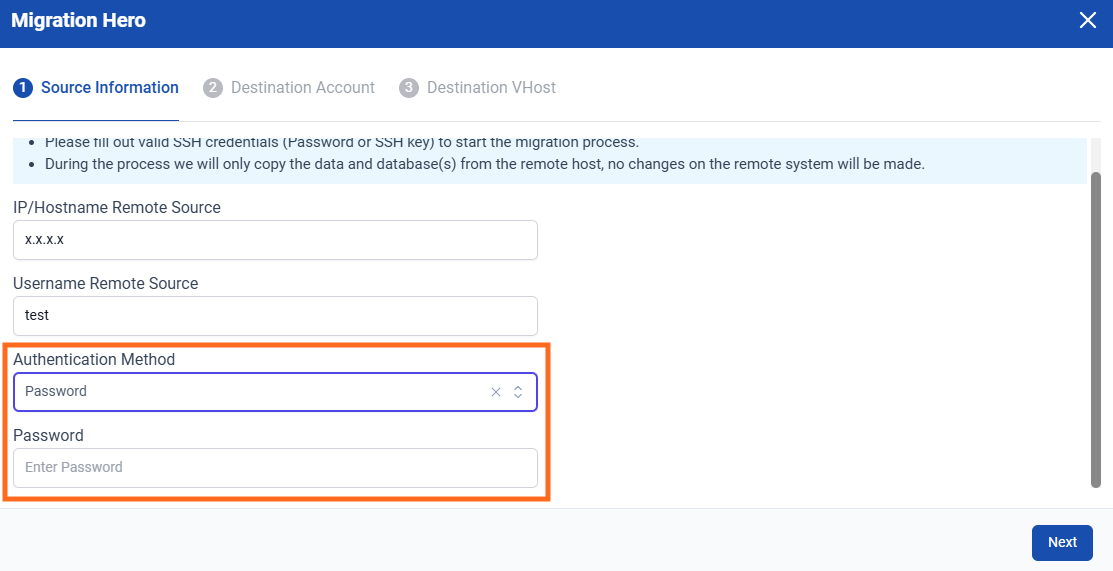 Migration Hero
1 Source Information 2 Destination Account 3 Destination VHost
Please fill out valid SSH credentials (Password or SSH key) to start the migration process.
During the process we will only copy the data and database(s) from the remote host, no changes on the remote system will be made.
IP/Hostname Remote Source
x.x.x.x
Username Remote Source
test
Authentication Method
Password
Password
Enter Password
Next